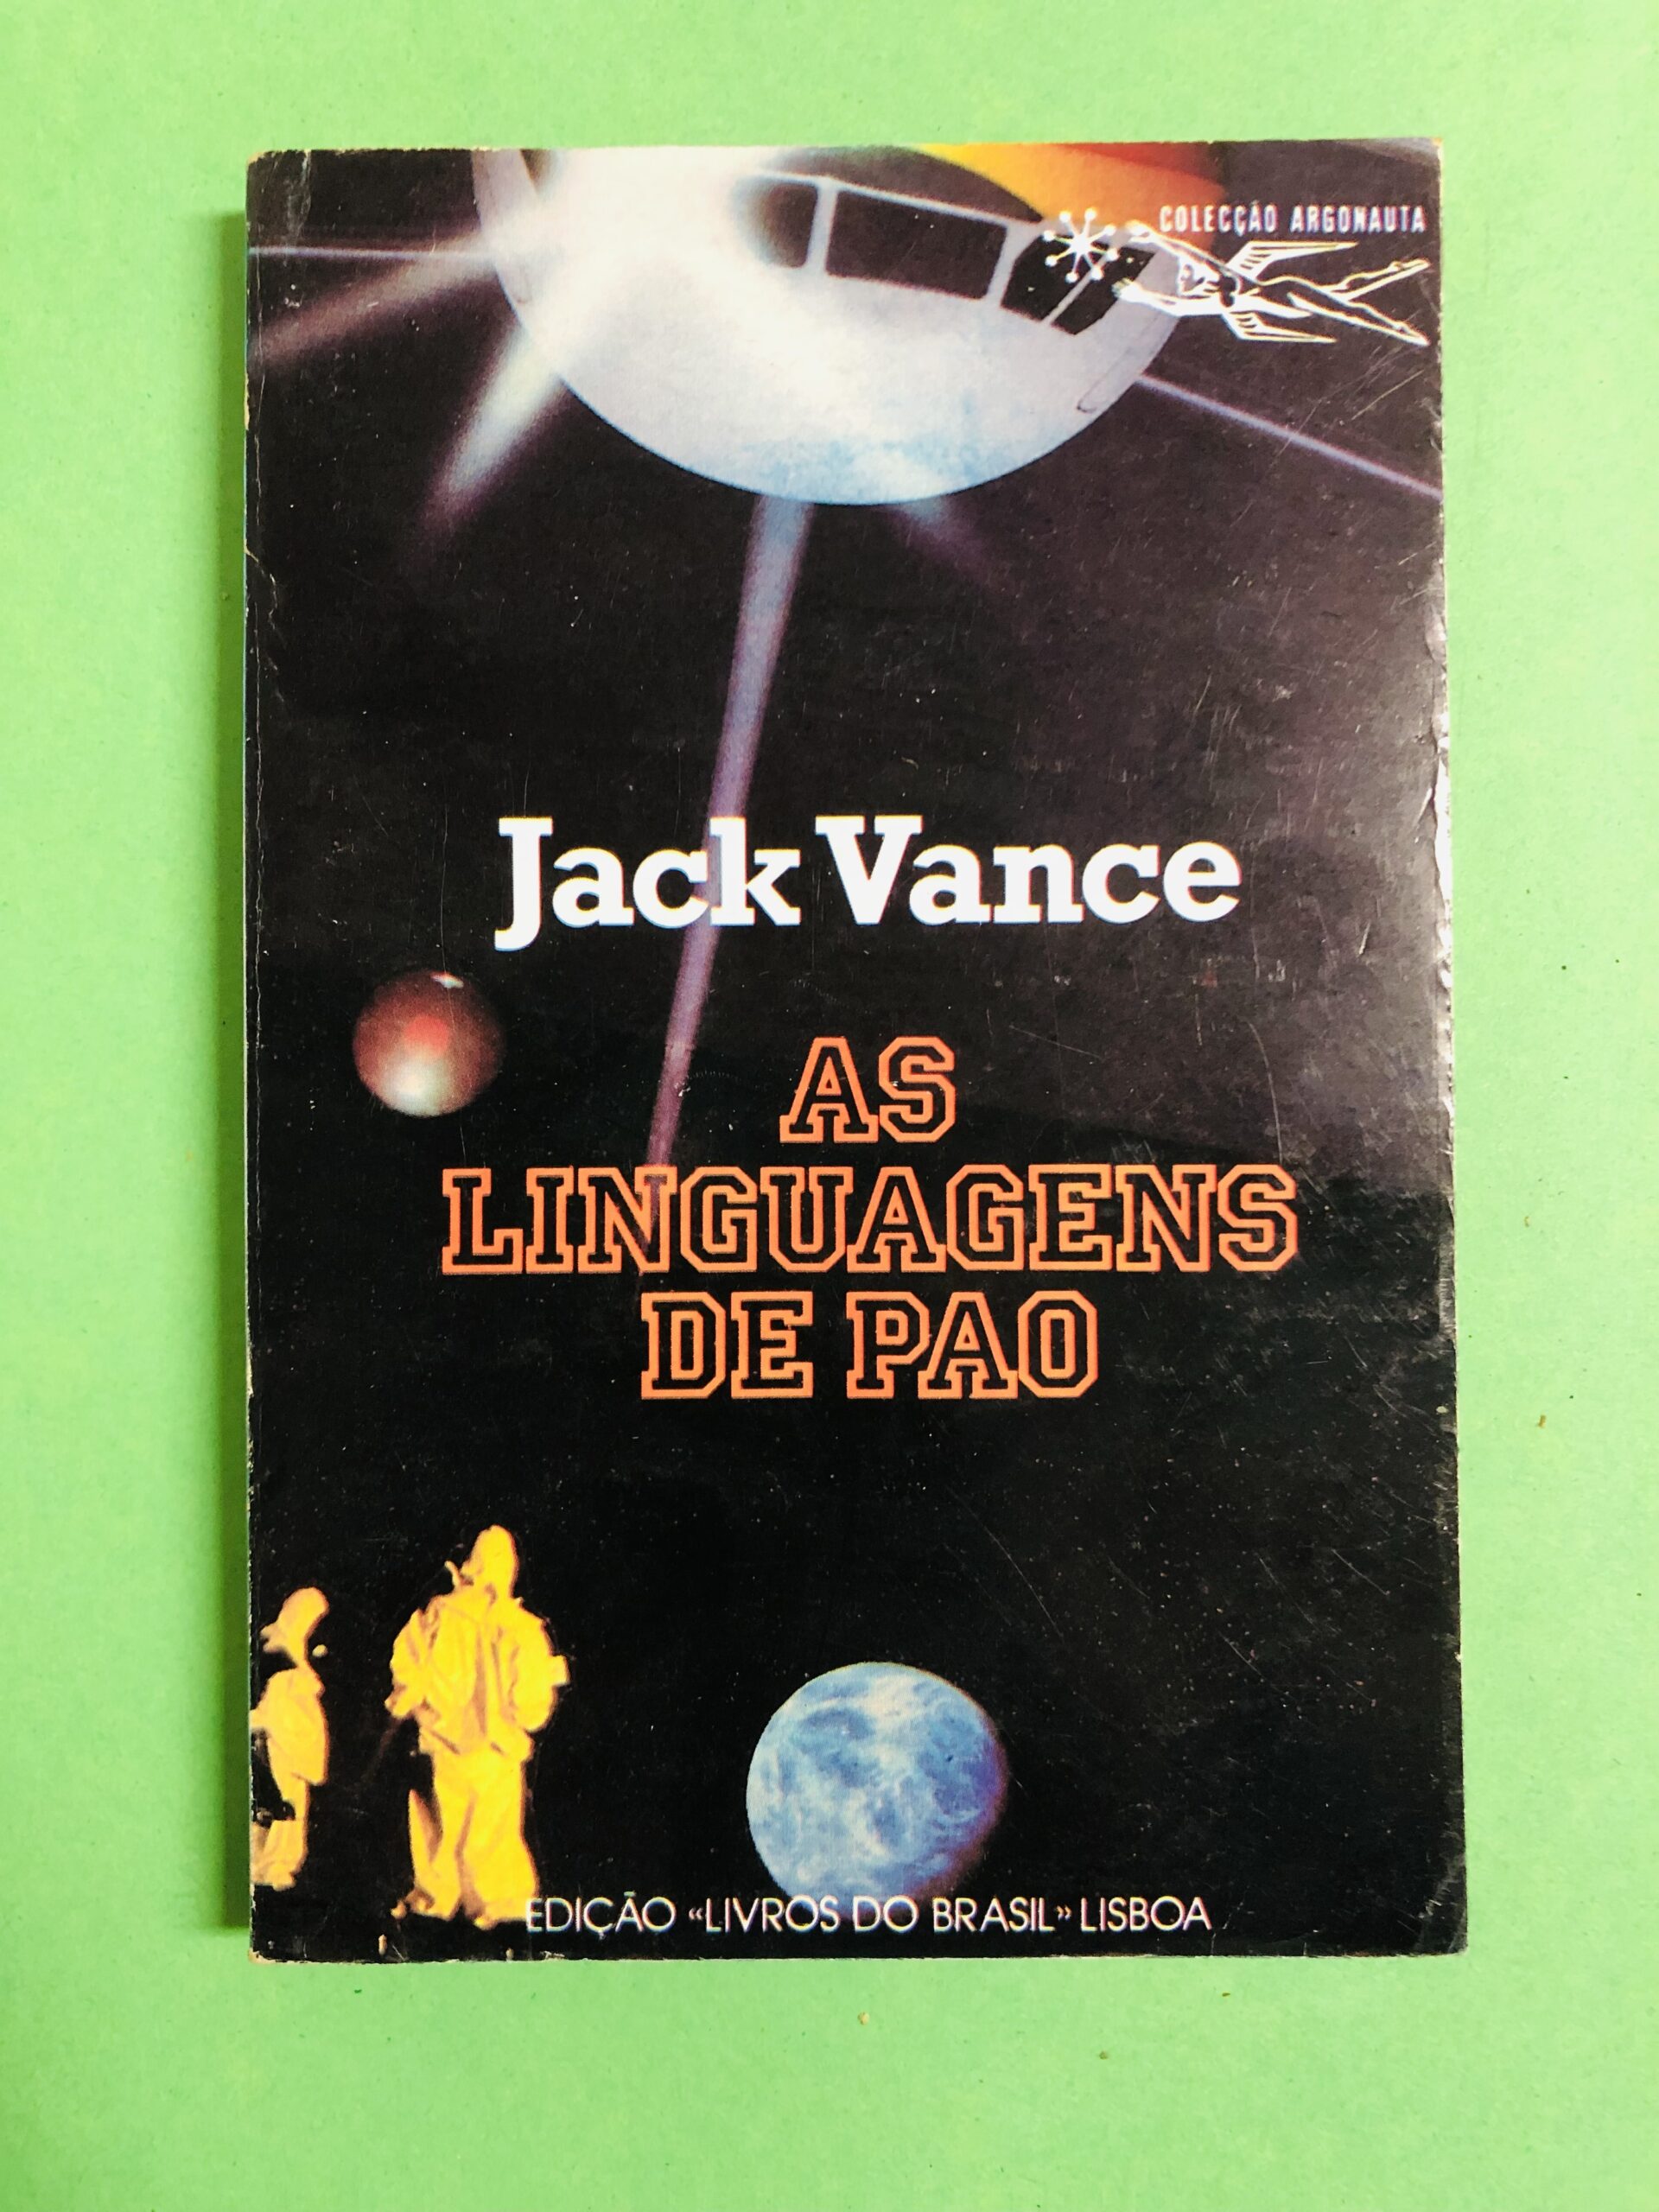 COLECÇÃO ARGONAUTA
Jack Vance
AS
LINGUAGENS
DE PAO
EDIÇÃO «LIVROS DO BRASIL» LISBOA